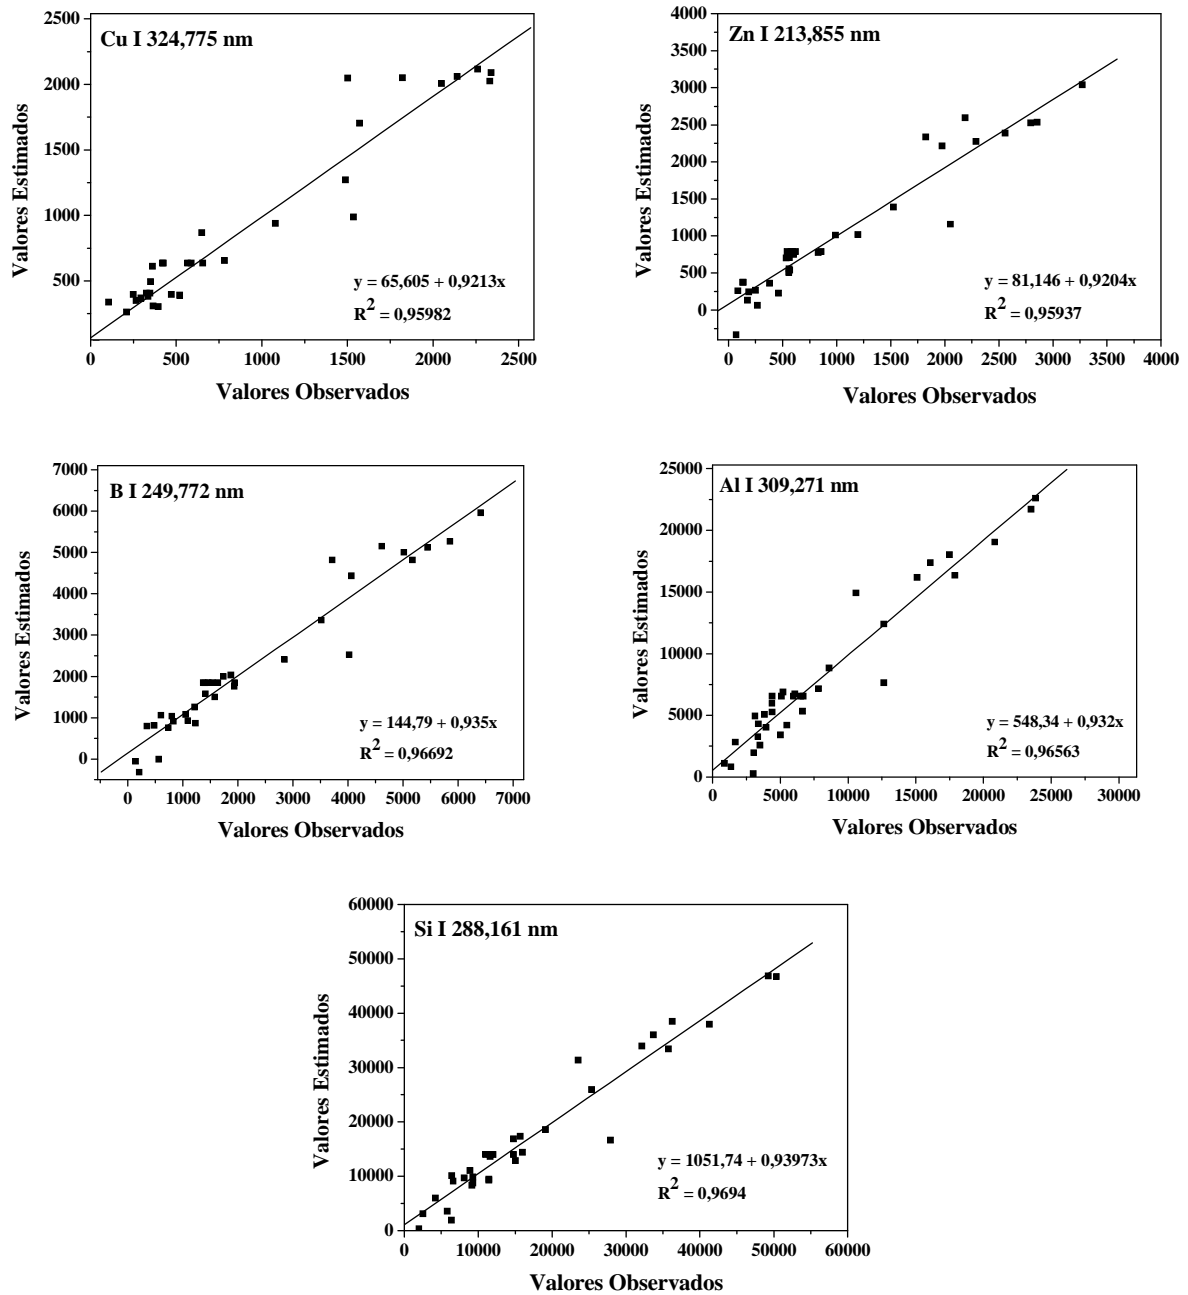 Cu I 324,775 nm
2500
2000
1500
1000
500
Valores Estimados
y = 65,605 + 0,9213x
R² = 0,95982
0 500 1000 1500 2000 2500
Valores Observados
Zn I 213,855 nm
4000
3500
3000
2500
2000
1500
1000
500
0
Valores Estimados
y = 81,146 + 0,9204x
R² = 0,95937
0 500 1000 1500 2000 2500 3000 3500 4000
Valores Observados
B I 249,772 nm
7000
6000
5000
4000
3000
2000
1000
0
Valores Estimados
y = 144,79 + 0,935x
R² = 0,96692
0 1000 2000 3000 4000 5000 6000 7000
Valores Observados
Al I 309,271 nm
25000
20000
15000
10000
5000
0
Valores Estimados
y = 548,34 + 0,932x
R² = 0,96563
0 5000 10000 15000 20000 25000 30000
Valores Observados
Si I 288,161 nm
60000
50000
40000
30000
20000
10000
0
Valores Estimados
y = 1051,74 + 0,93973x
R² = 0,9694
0 10000 20000 30000 40000 50000 60000
Valores Observados